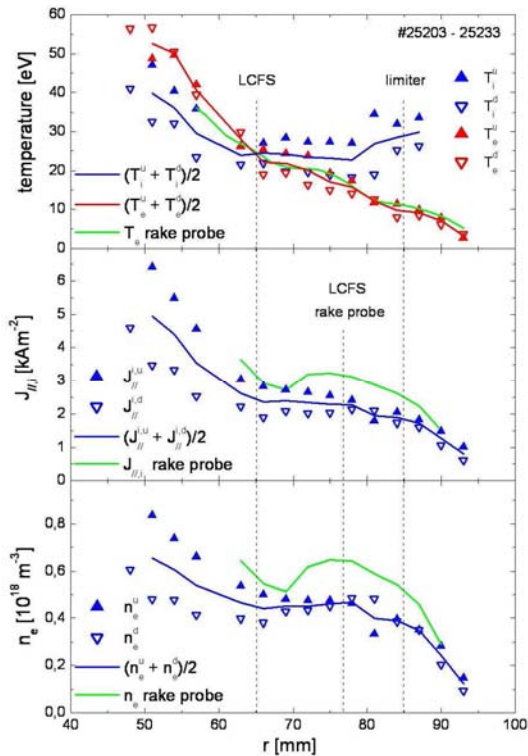 #25203 - 25233
LCFS
limiter
T_i^u
T_i^d
T_e^u
T_e^d
(T_i^u + T_i^d)/2
(T_e^u + T_e^d)/2
T_e rake probe
temperature [eV]
60
50
40
30
20
10
0
LCFS
rake probe
J_//^i,u
J_//^i,d
(J_//^i,u + J_//^i,d)/2
J_//,i rake probe
J_//,i [kAm-2]
6
5
4
3
2
1
0
n_e^u
n_e^d
(n_e^u + n_e^d)/2
n_e rake probe
n_e [10^18 m^-3]
0,8
0,6
0,4
0,2
0,0
40 50 60 70 80 90 100
r [mm]